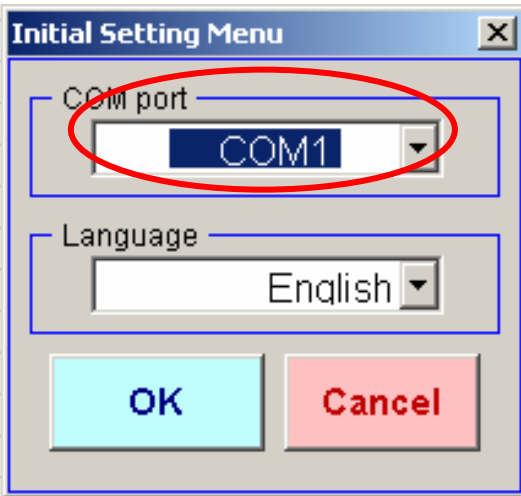 Initial Setting Menu
COM port
COM1
Language
English
OK
Cancel